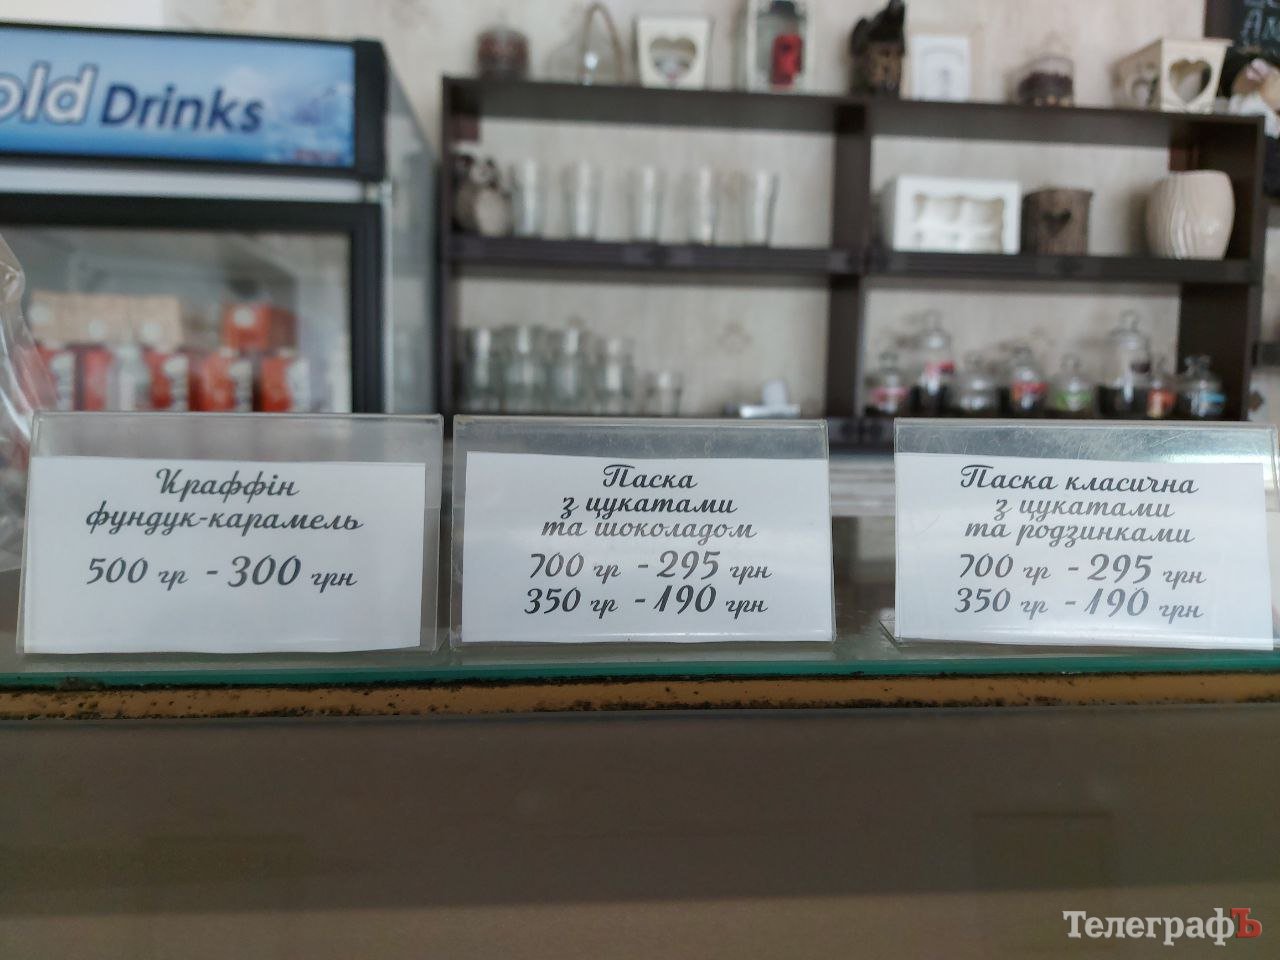 old Drinks
Краффін
фундук-карамель
500 гр - 300 грн
Паска
з цукатами
та шоколадом
700 гр - 295 грн
350 гр - 190 грн
Паска класична
з цукатами
та родзинками
700 гр - 295 грн
350 гр - 190 грн
ТелеграфЪ